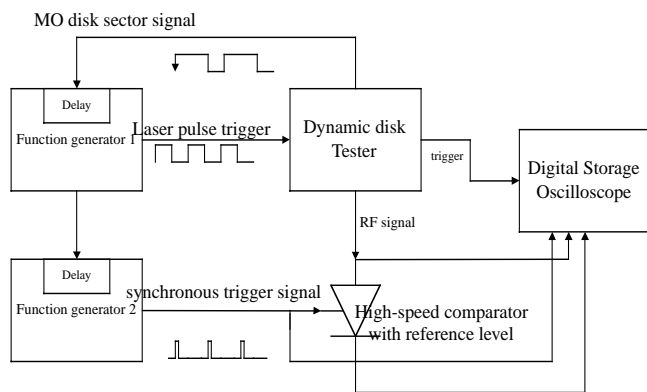 MO disk sector signal
Delay
Function generator 1
Laser pulse trigger
Dynamic disk
Tester
trigger
Digital Storage
Oscilloscope
RF signal
Delay
Function generator 2
synchronous trigger signal
High-speed comparator
with reference level